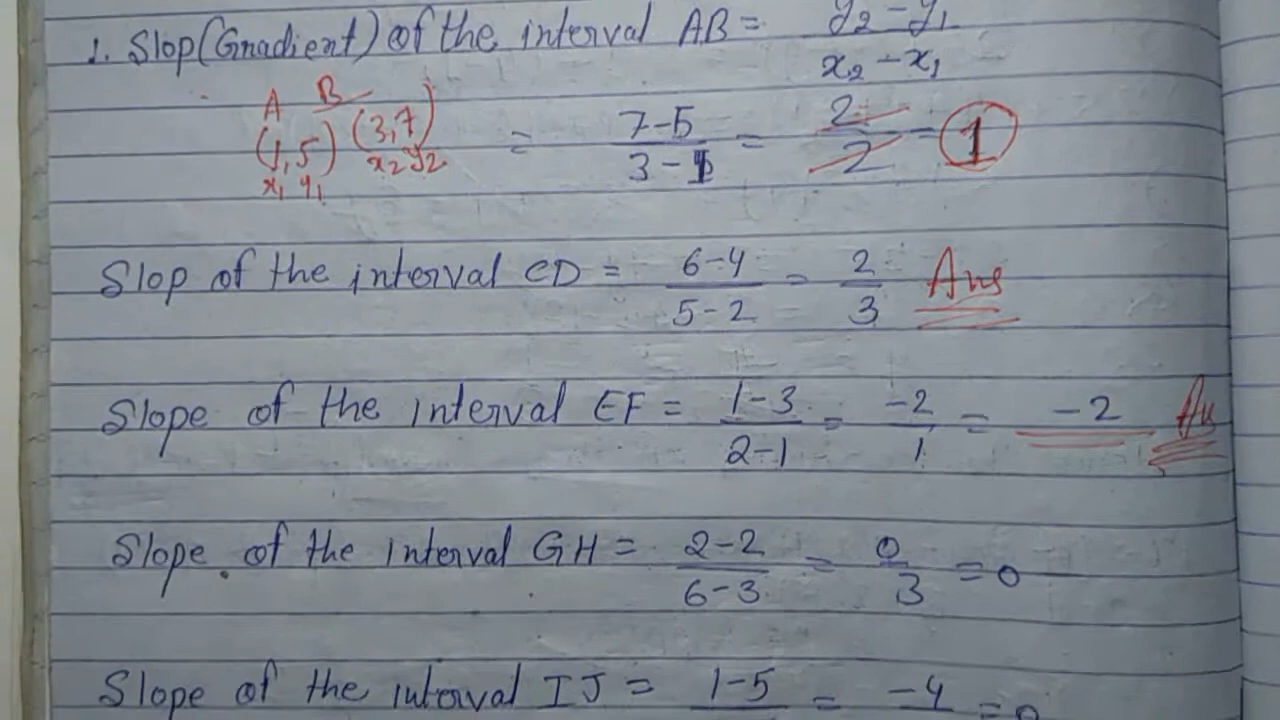 1. Slop(Gradient) of the interval AB = y2-y1
x2-x1
A B
(1,5) (3,7) = 7-5 = 2 = 1
x1 y1 x2 y2 3-1 2
Slop of the interval CD = 6-4 = 2 Ans
5-2 3
Slope of the interval EF = 1-3 = -2 = -2 An
2-1 1
Slope of the interval GH = 2-2 = 0 = 0
6-3 3
Slope of the interval IJ = 1-5 = -4 = 0